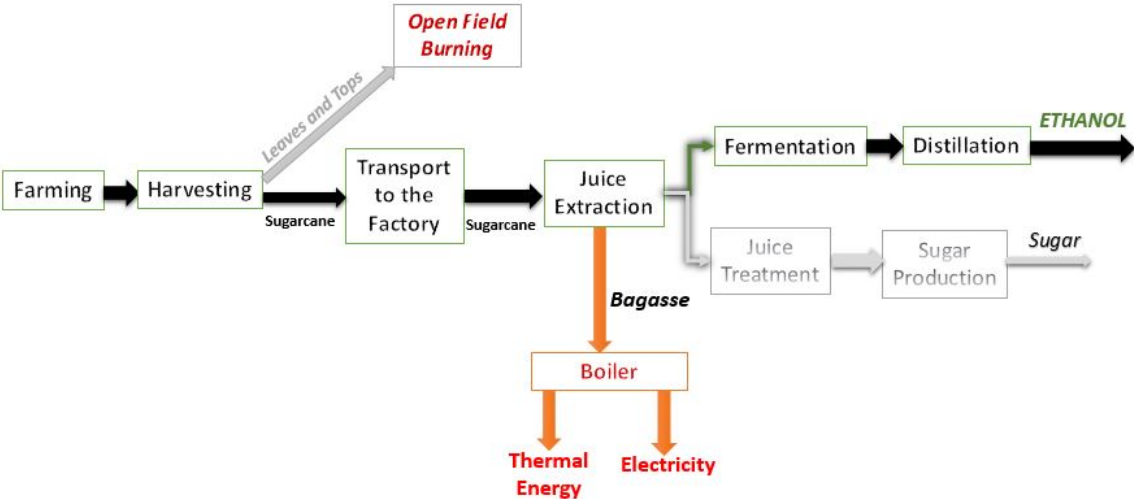 Open Field
Burning
Leaves and Tops
Farming
Harvesting
Sugarcane
Transport
to the
Factory
Sugarcane
Juice
Extraction
Fermentation
Distillation
ETHANOL
Juice
Treatment
Sugar
Production
Sugar
Bagasse
Boiler
Thermal
Energy
Electricity